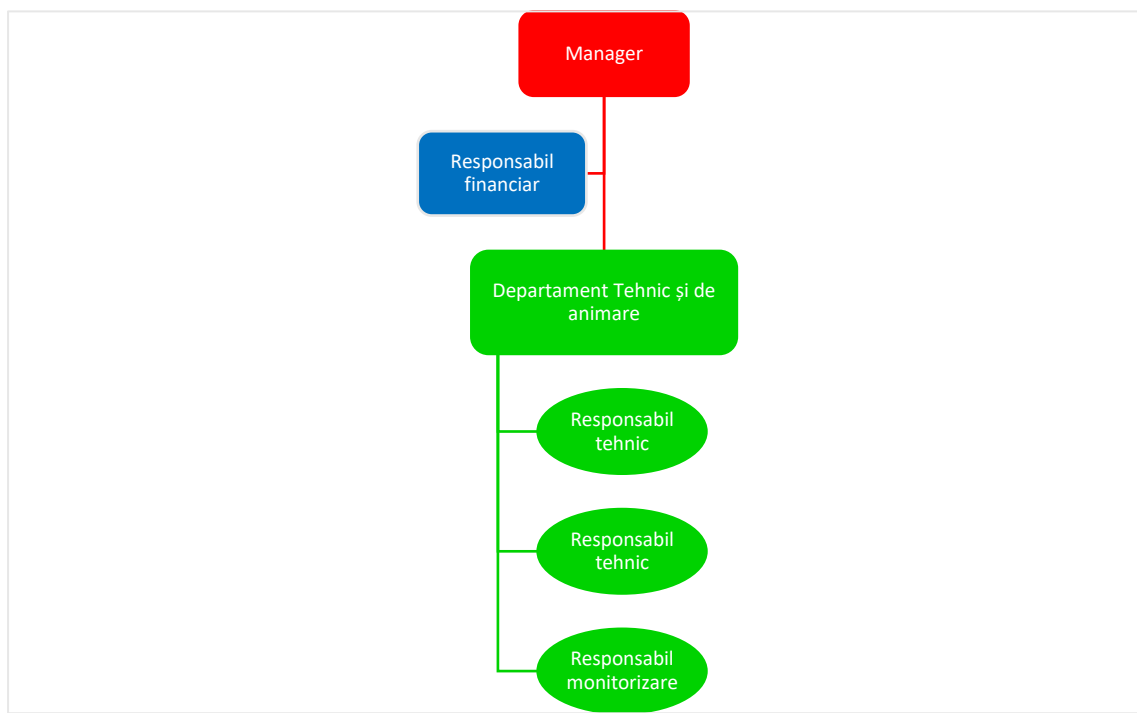 Manager
Responsabil
financiar
Departament Tehnic și de
animare
Responsabil
tehnic
Responsabil
tehnic
Responsabil
monitorizare